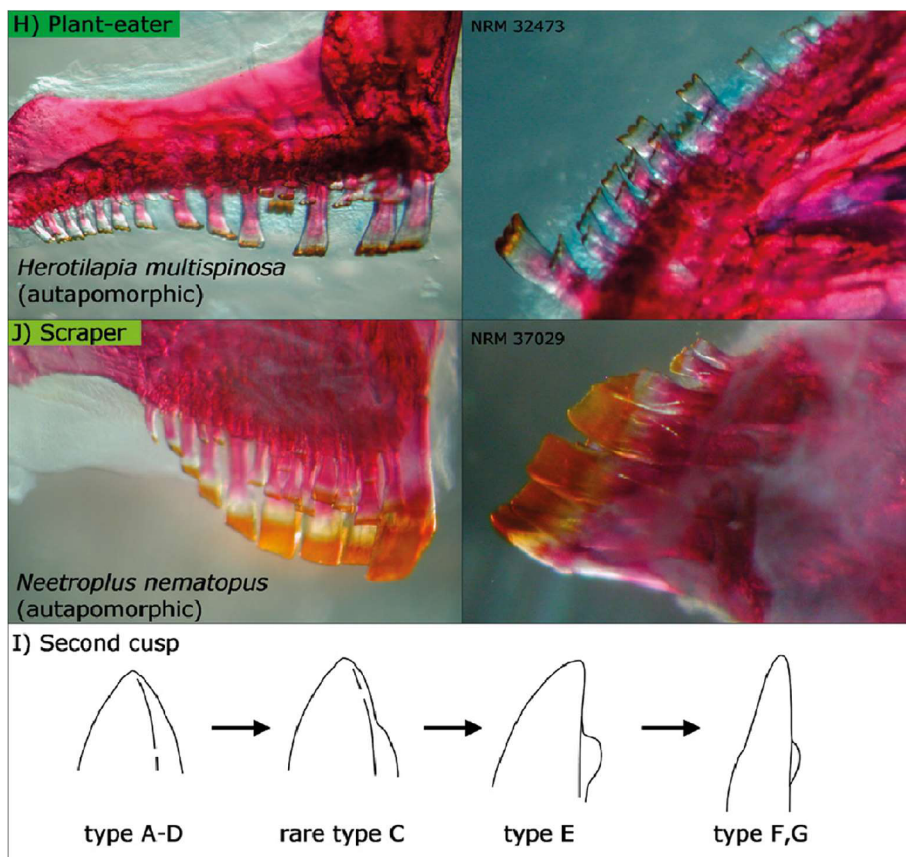 H) Plant-eater
NRM 32473
Herotilapia multispinosa
(autapomorphic)
J) Scraper
NRM 37029
Neetroplus nematopus
(autapomorphic)
I) Second cusp
type A-D
rare type C
type E
type F,G